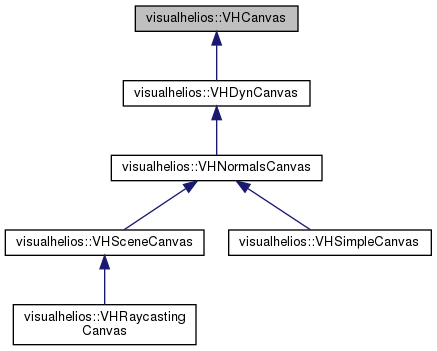 visualhelios::VHCanvas
visualhelios::VHDynCanvas
visualhelios::VHNormalsCanvas
visualhelios::VHSceneCanvas
visualhelios::VHSimpleCanvas
visualhelios::VHRaycasting
Canvas